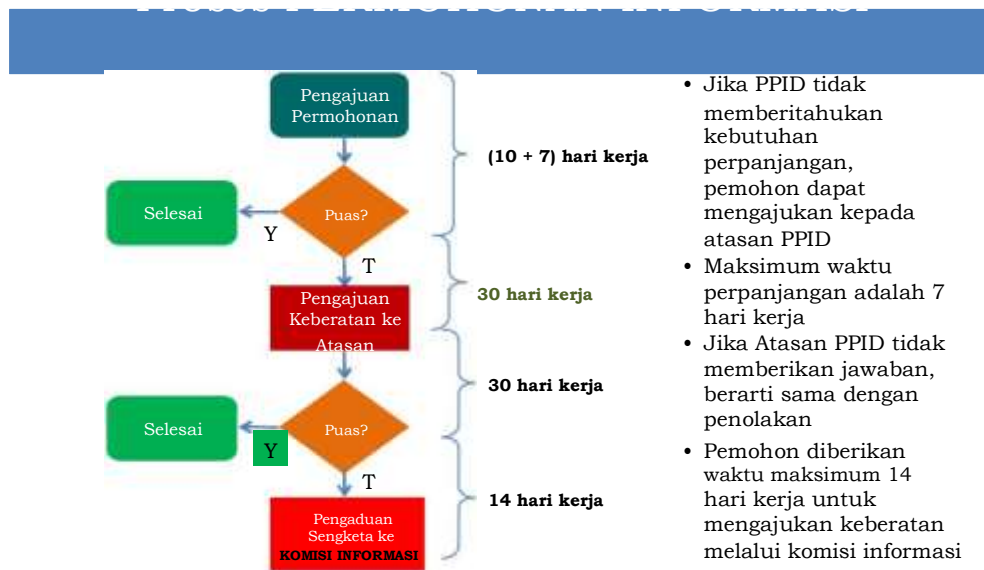 Proses PERMOHONAN INFORMASI
Pengajuan
Permohonan
(10 + 7) hari kerja
Selesai
Puas?
Y
T
Pengajuan
Keberatan ke
Atasan
30 hari kerja
30 hari kerja
Selesai
Puas?
Y
T
14 hari kerja
Pengaduan
Sengketa ke
KOMISI INFORMASI
• Jika PPID tidak
memberitahukan
kebutuhan
perpanjangan,
pemohon dapat
mengajukan kepada
atasan PPID
• Maksimum waktu
perpanjangan adalah 7
hari kerja
• Jika Atasan PPID tidak
memberikan jawaban,
berarti sama dengan
penolakan
• Pemohon diberikan
waktu maksimum 14
hari kerja untuk
mengajukan keberatan
melalui komisi informasi